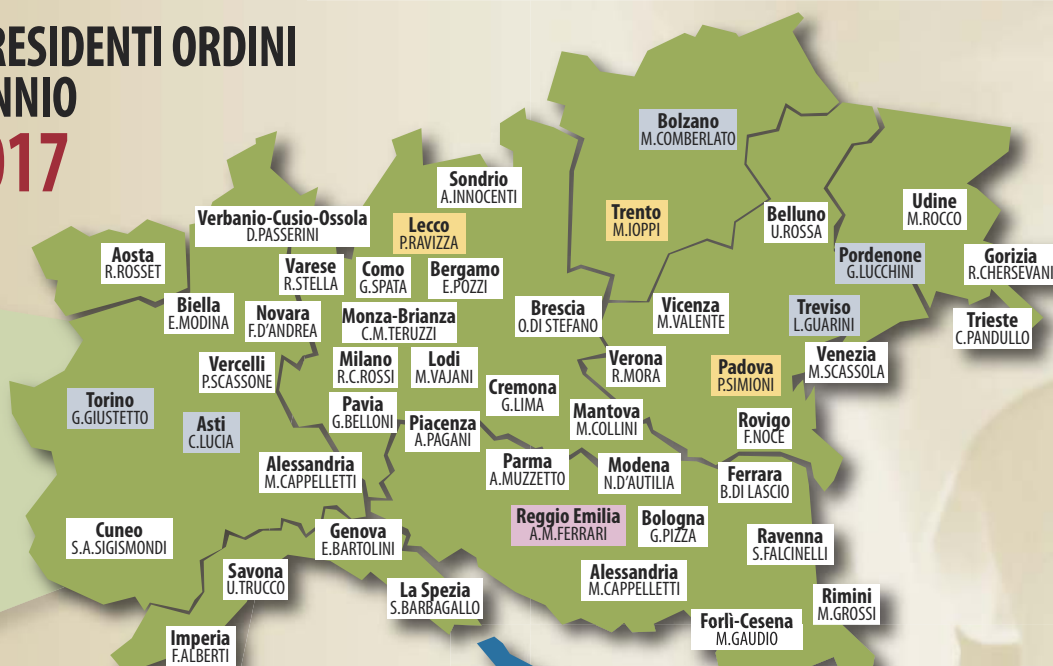 RESIDENTI ORDINI
NNIO
017
Bolzano
M.COMBERLATO
Sondrio
A.INNOCENTI
Verbanio-Cusio-Ossola
D.PASSERINI
Lecco
P.RAVIZZA
Trento
M.IOPPI
Belluno
U.ROSSA
Udine
M.ROCCO
Aosta
R.ROSSET
Varese
R.STELLA
Como
G.SPATA
Bergamo
E.POZZI
Pordenone
G.LUCCHINI
Gorizia
R.CHERSEVANI
Biella
E.MODINA
Novara
F.D'ANDREA
Monza-Brianza
C.M.TERUZZI
Brescia
O.DI STEFANO
Vicenza
M.VALENTE
Treviso
L.GUARINI
Trieste
C.PANDULLO
Vercelli
P.SCASSONE
Milano
R.C.ROSSI
Lodi
M.VAJANI
Verona
R.MORA
Padova
P.SIMIONI
Venezia
M.SCASSOLA
Torino
G.GIUSTETTO
Asti
C.LUCIA
Pavia
G.BELLONI
Piacenza
A.PAGANI
Cremona
G.LIMA
Mantova
M.COLLINI
Rovigo
F.NOCE
Alessandria
M.CAPPELLETTI
Parma
A.MUZZETTO
Modena
N.D'AUTILIA
Ferrara
B.DI LASCIO
Cuneo
S.A.SIGISMONDI
Genova
E.BARTOLINI
Reggio Emilia
A.M.FERRARI
Bologna
G.PIZZA
Ravenna
S.FALCINELLI
Savona
U.TRUCCO
La Spezia
S.BARBAGALLO
Alessandria
M.CAPPELLETTI
Rimini
M.GROSSI
Imperia
F.ALBERTI
Forlì-Cesena
M.GAUDIO